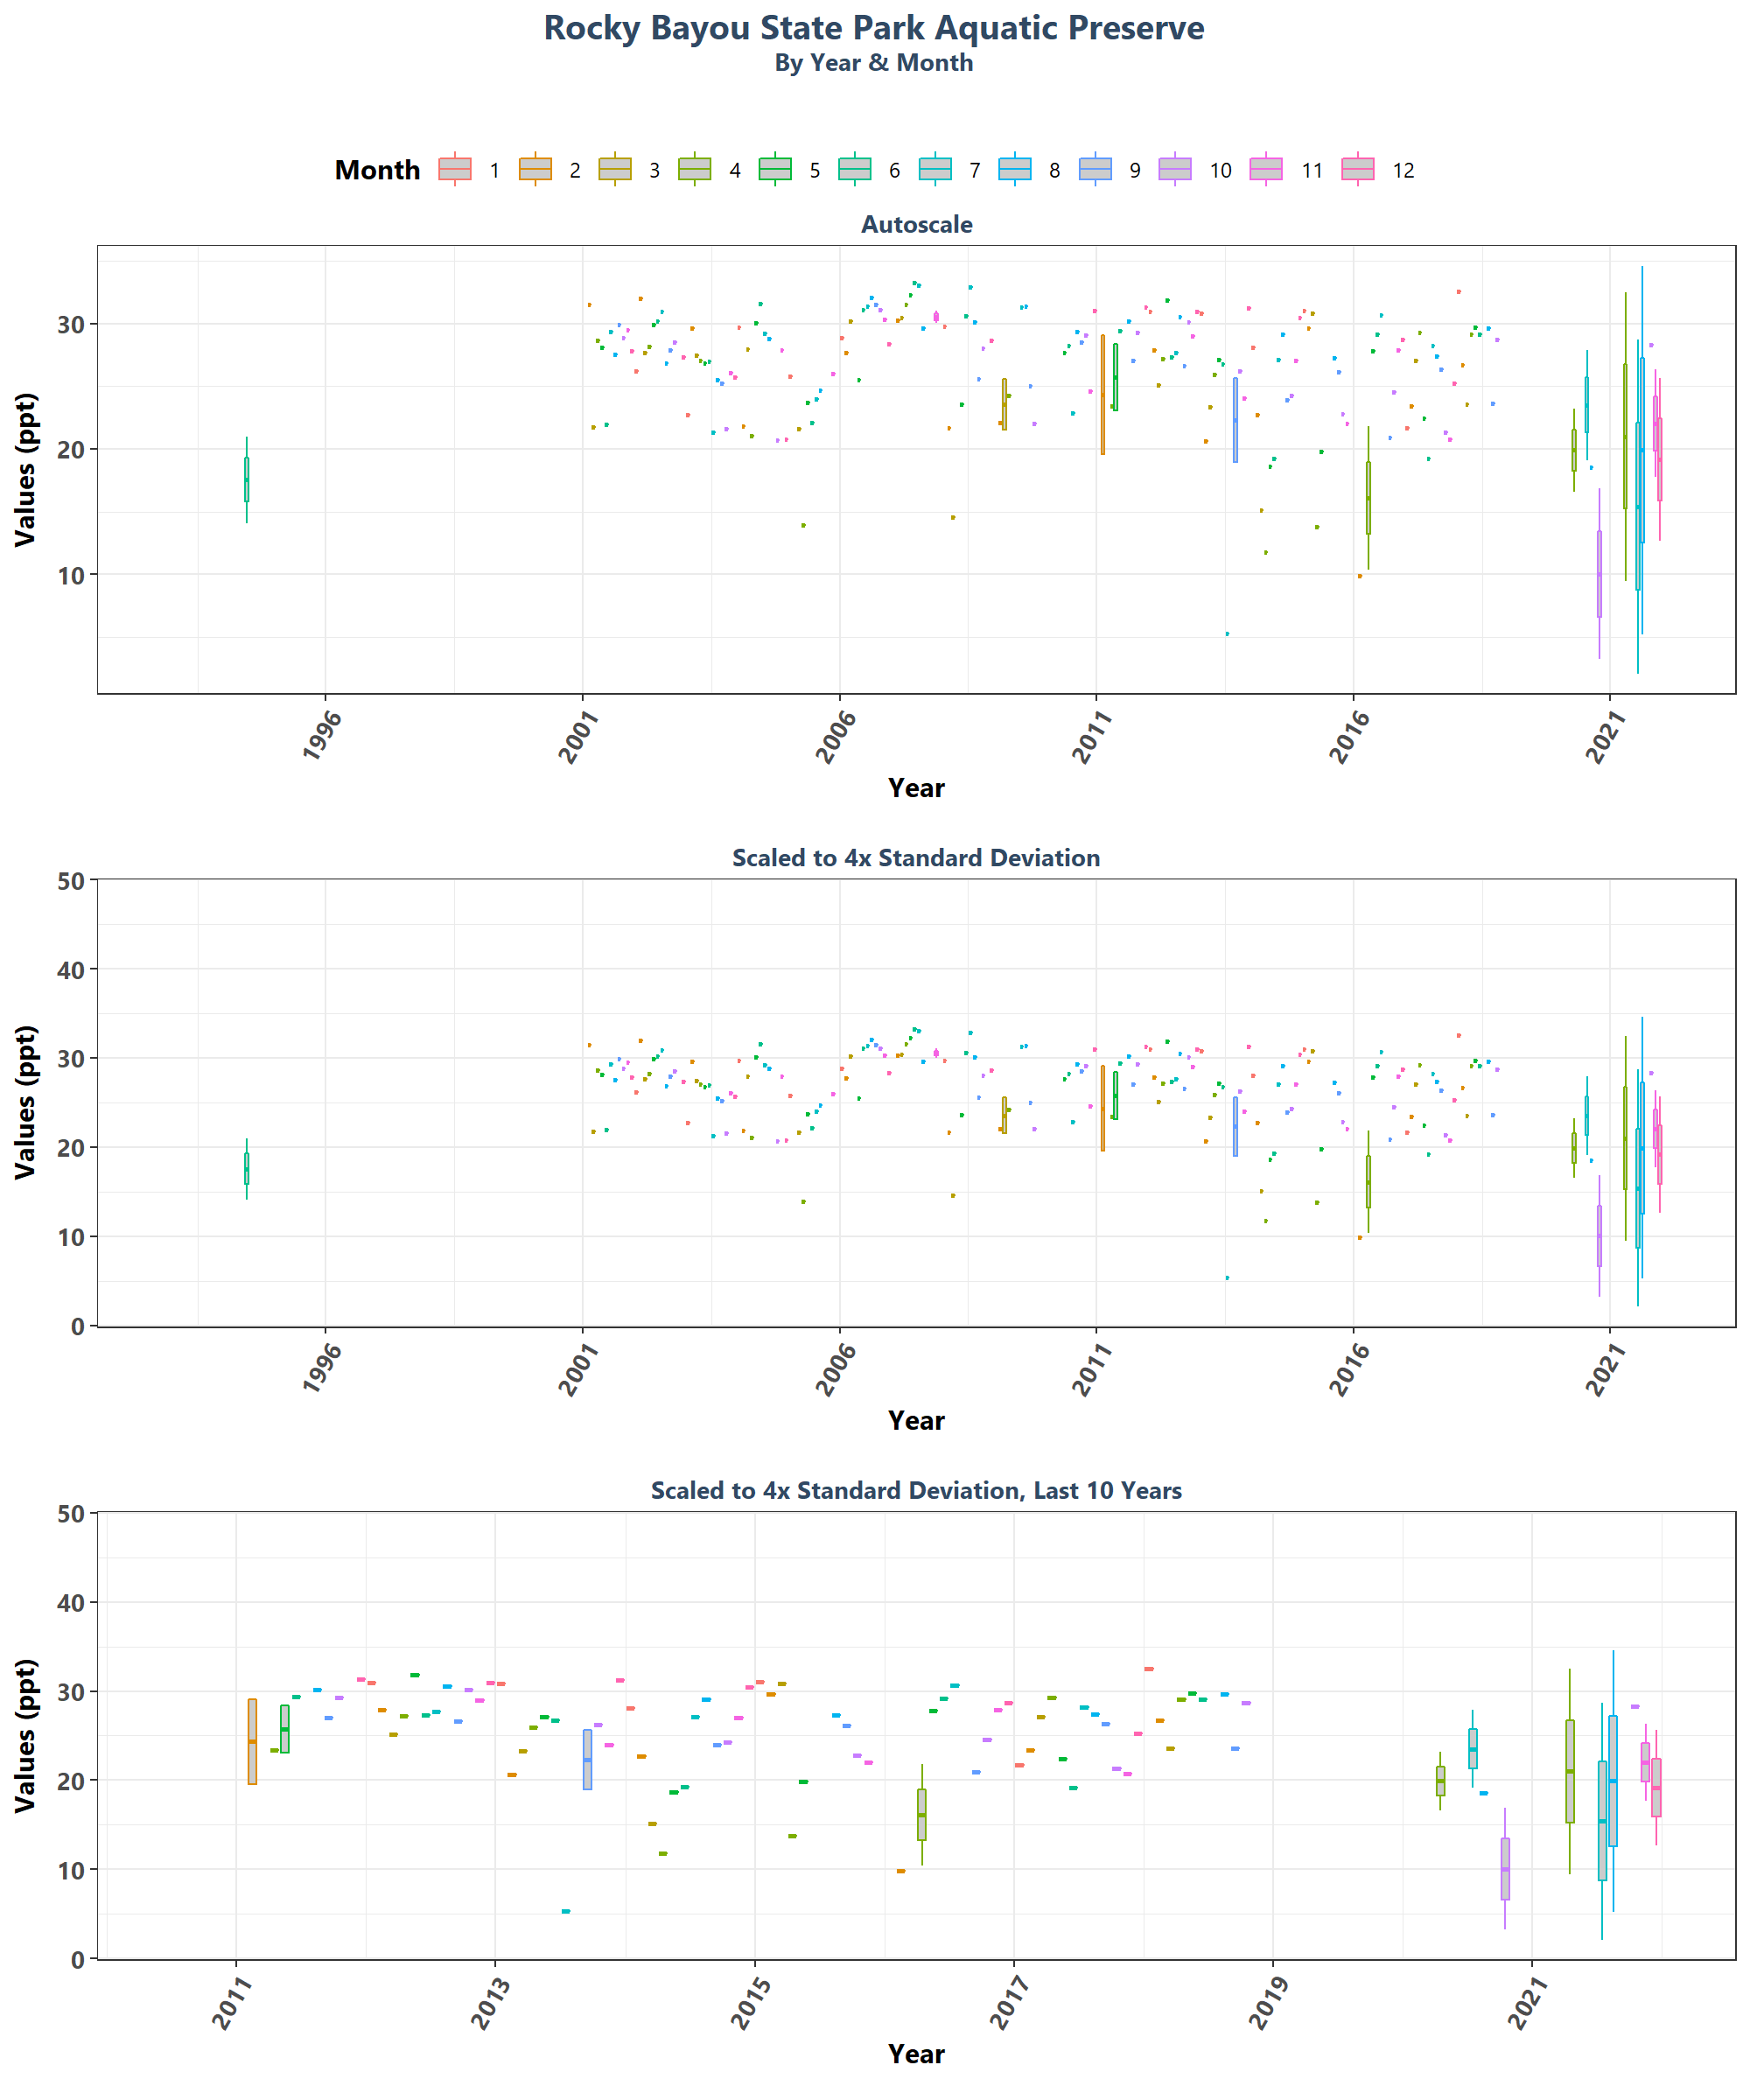 Rocky Bayou State Park Aquatic Preserve
By Year & Month
Month 1 2 3 4 5 6 7 8 9 10 11 12
Autoscale
Values (ppt)
30
20
10
1996 2001 2006 2011 2016 2021
Year
Scaled to 4x Standard Deviation
Values (ppt)
50
40
30
20
10
0
1996 2001 2006 2011 2016 2021
Year
Scaled to 4x Standard Deviation, Last 10 Years
Values (ppt)
50
40
30
20
10
0
2011 2013 2015 2017 2019 2021
Year